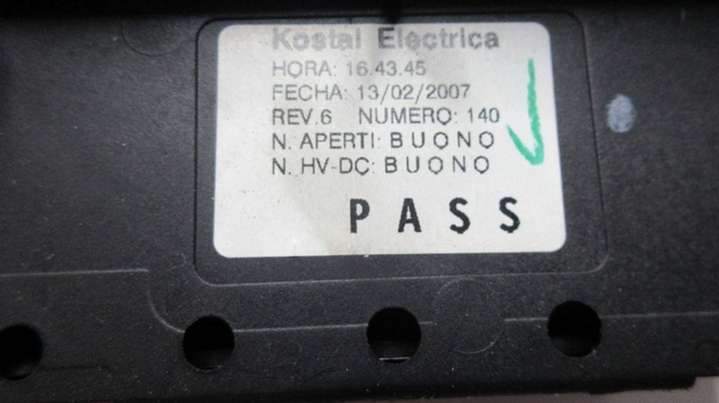 Kostal Electrica
HORA: 16.43.45
FECHA: 13/02/2007
REV.6 NUMERO: 140
N. APERTI: BUONO
N. HV-DC: BUONO
PASS